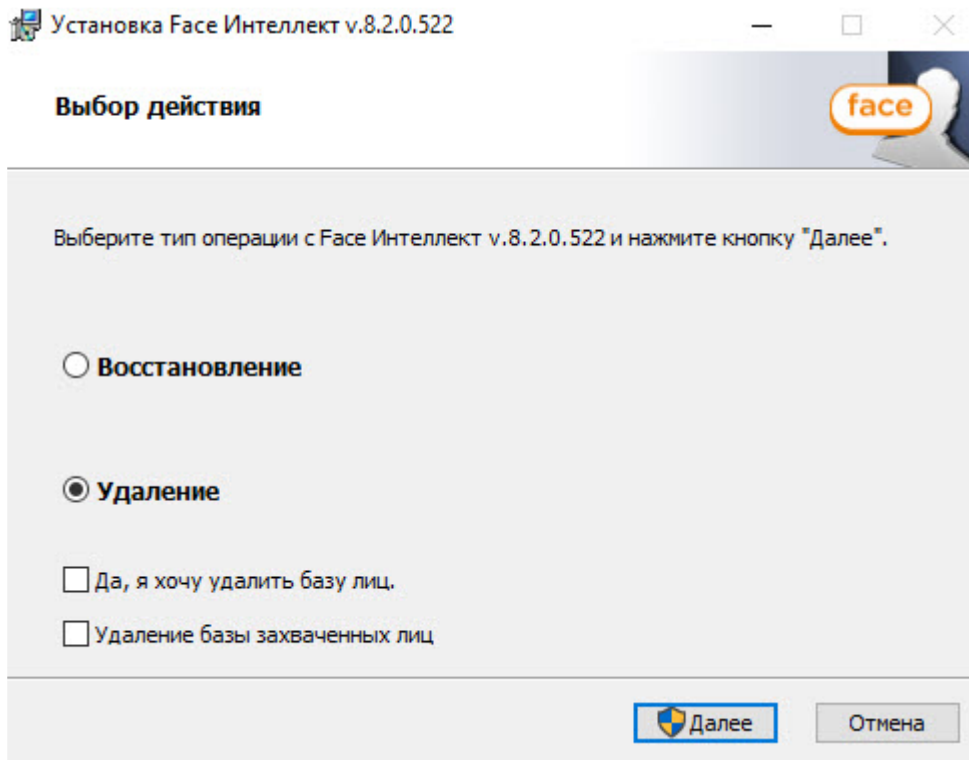 Установка Face Интеллект v.8.2.0.522
Выбор действия
face
Выберите тип операции с Face Интеллект v.8.2.0.522 и нажмите кнопку "Далее".
Восстановление
Удаление
Да, я хочу удалить базу лиц.
Удаление базы захваченных лиц
Далее
Отмена